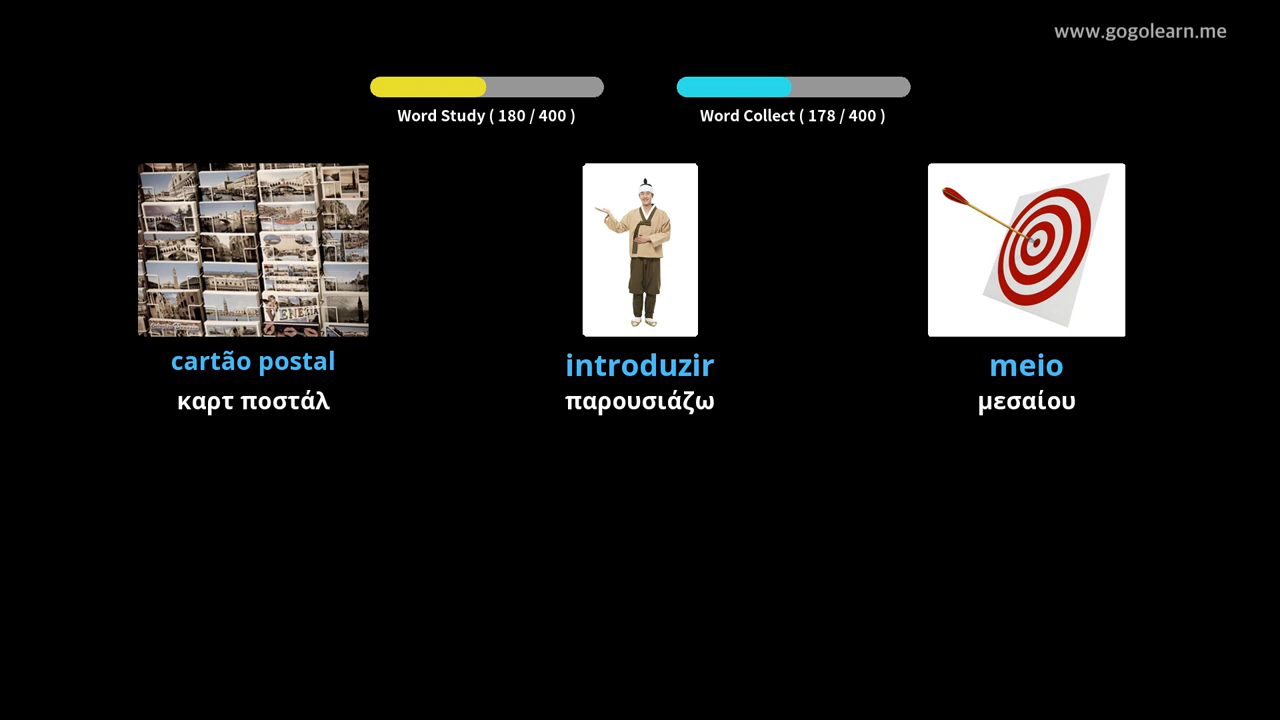 www.gogolearn.me
Word Study ( 180 / 400 )
Word Collect ( 178 / 400 )
VENEZIA
cartão postal
introduzir
meio
καρτ ποστάλ
παρουσιάζω
μεσαίου